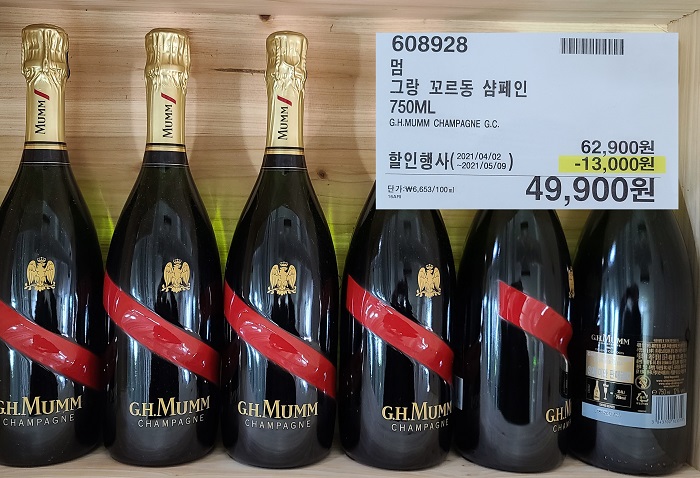 608928
멈
그랑 꼬르동 샴페인
750ML
G.H.MUMM CHAMPAGNE G.C.
62,900원
할인행사(2021/04/02 ~2021/05/09) -13,000원
단가:₩6,653/100㎖
49,900원
MUMM
MUMM
MUMM
G.H.MUMM
CHAMPAGNE
G.H.MUMM
CHAMPAGNE
G.H.MUMM
CHAMPAGNE
G.H.MUMM
CHAMPAGNE
G.H.MU
CHAMPA
G.H.MUMM